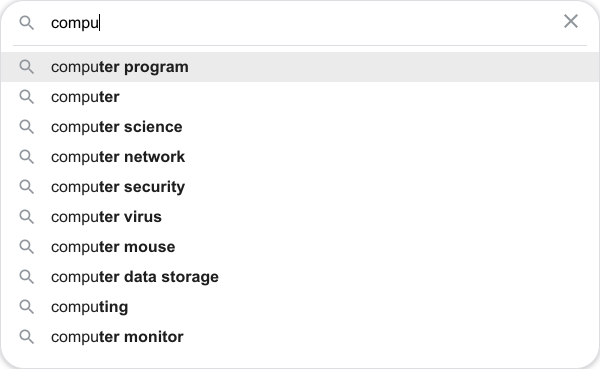 compu
computer program
computer
computer science
computer network
computer security
computer virus
computer mouse
computer data storage
computing
computer monitor